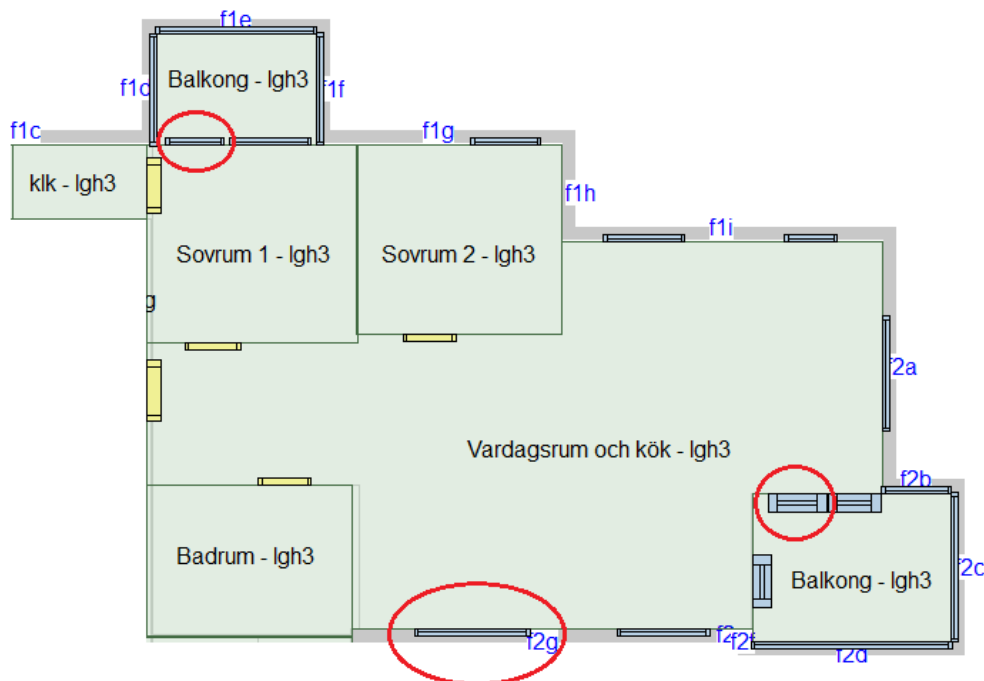 f1e
f1d
Balkong - lgh3
f1f
f1c
f1g
klk - lgh3
f1h
f1i
Sovrum 1 - lgh3
Sovrum 2 - lgh3
g
f2a
Vardagsrum och kök - lgh3
f2b
Badrum - lgh3
Balkong - lgh3
f2c
f2g
f2f
f2d